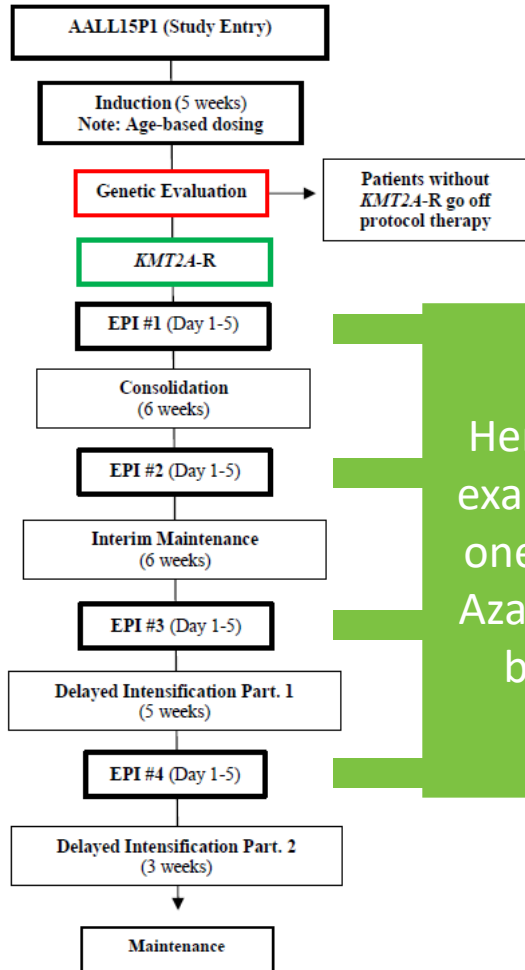 AALL15P1 (Study Entry)
Induction (5 weeks)
Note: Age-based dosing
Genetic Evaluation
Patients without
KMT2A-R go off
protocol therapy
KMT2A-R
EPI #1 (Day 1-5)
Consolidation
(6 weeks)
EPI #2 (Day 1-5)
Interim Maintenance
(6 weeks)
EPI #3 (Day 1-5)
Delayed Intensification Part. 1
(5 weeks)
EPI #4 (Day 1-5)
Delayed Intensification Part. 2
(3 weeks)
Maintenance
one